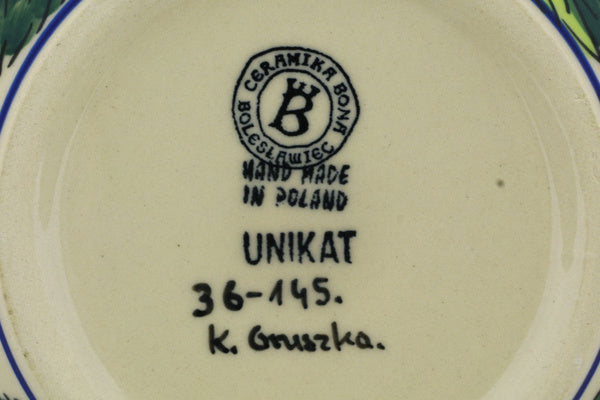 CERAMIKA BONA
B
BOLESŁAWIEC
HAND MADE
IN POLAND
UNIKAT
36-145.
K. Gruszka.